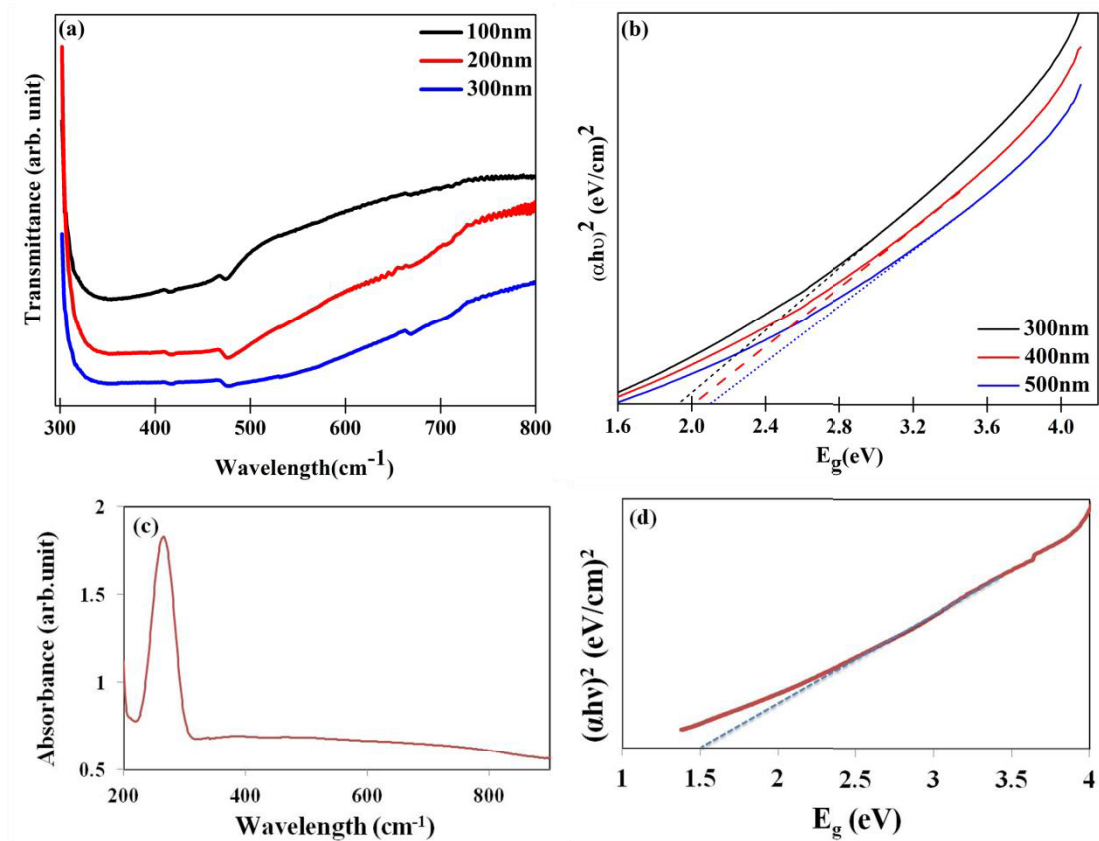 (a)
100nm
200nm
300nm
Transmittance (arb. unit)
300 400 500 600 700 800
Wavelength(cm⁻¹)
(b)
(αhυ)² (eV/cm)²
300nm
400nm
500nm
1.6 2.0 2.4 2.8 3.2 3.6 4.0
E_g(eV)
(c)
Absorbance (arb.unit)
2
1.5
1
0.5
200 400 600 800
Wavelength (cm⁻¹)
(d)
(αhν)² (eV/cm)²
1 1.5 2 2.5 3 3.5 4
E_g (eV)